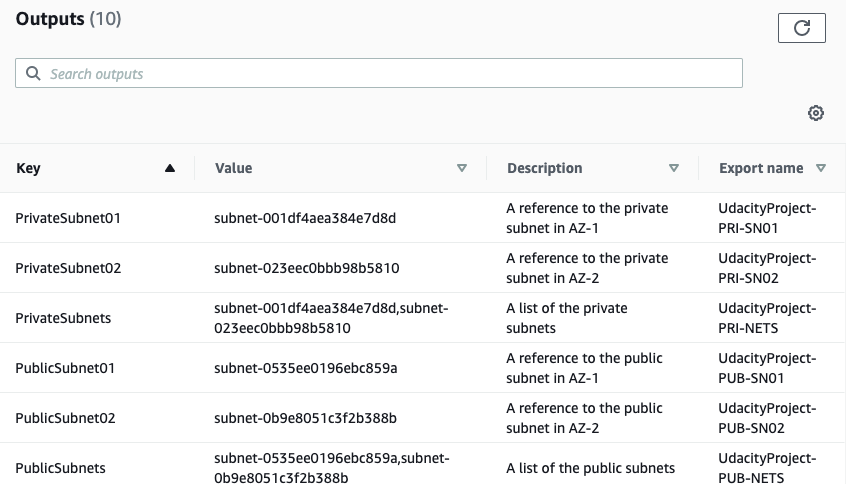 Outputs (10)
Search outputs
Key Value Description Export name
PrivateSubnet01 subnet-001df4aea384e7d8d A reference to the private subnet in AZ-1 UdacityProject-PRI-SN01
PrivateSubnet02 subnet-023eec0bbb98b5810 A reference to the private subnet in AZ-2 UdacityProject-PRI-SN02
PrivateSubnets subnet-001df4aea384e7d8d,subnet-023eec0bbb98b5810 A list of the private subnets UdacityProject-PRI-NETS
PublicSubnet01 subnet-0535ee0196ebc859a A reference to the public subnet in AZ-1 UdacityProject-PUB-SN01
PublicSubnet02 subnet-0b9e8051c3f2b388b A reference to the public subnet in AZ-2 UdacityProject-PUB-SN02
PublicSubnets subnet-0535ee0196ebc859a,subnet-0b9e8051c3f2b388b A list of the public subnets UdacityProject-PUB-NETS